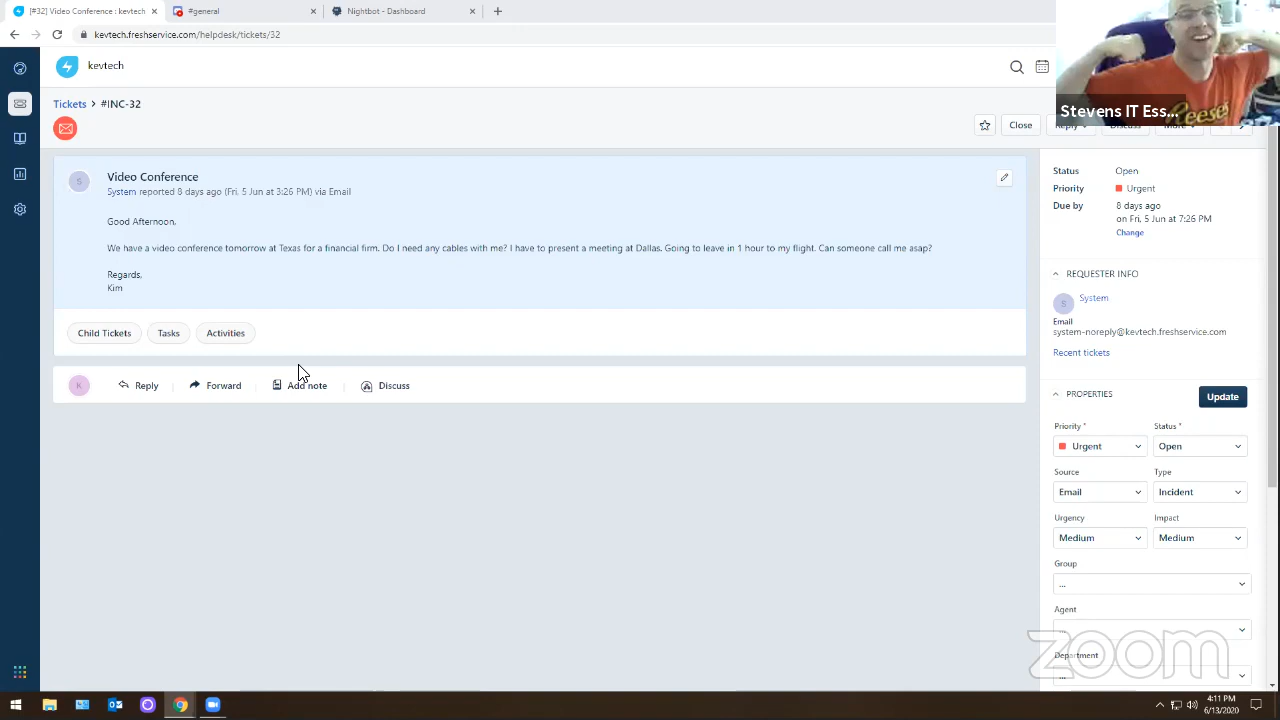 [#32] Video Conference : kevtech
#general
Nightbot - Dashboard
kevtech.freshservice.com/helpdesk/tickets/32
kevtech
Tickets > #INC-32
Close
Reply
Discuss
More
Stevens IT Ess...
Reese's
S
Video Conference
System reported 8 days ago (Fri, 5 Jun at 3:26 PM) via Email
Good Afternoon,
We have a video conference tomorrow at Texas for a financial firm. Do I need any cables with me? I have to present a meeting at Dallas. Going to leave in 1 hour to my flight. Can someone call me asap?
Regards,
Kim
Child Tickets
Tasks
Activities
K
Reply
Forward
Add note
Discuss
Status Open
Priority Urgent
Due by 8 days ago
on Fri, 5 Jun at 7:26 PM
Change
REQUESTER INFO
S
System
Email
system-noreply@kevtech.freshservice.com
Recent tickets
PROPERTIES
Update
Priority * Status *
Urgent Open
Source Type
Email Incident
Urgency Impact
Medium Medium
Group
...
Agent
...
Department
...
zoom
4:11 PM
6/13/2020